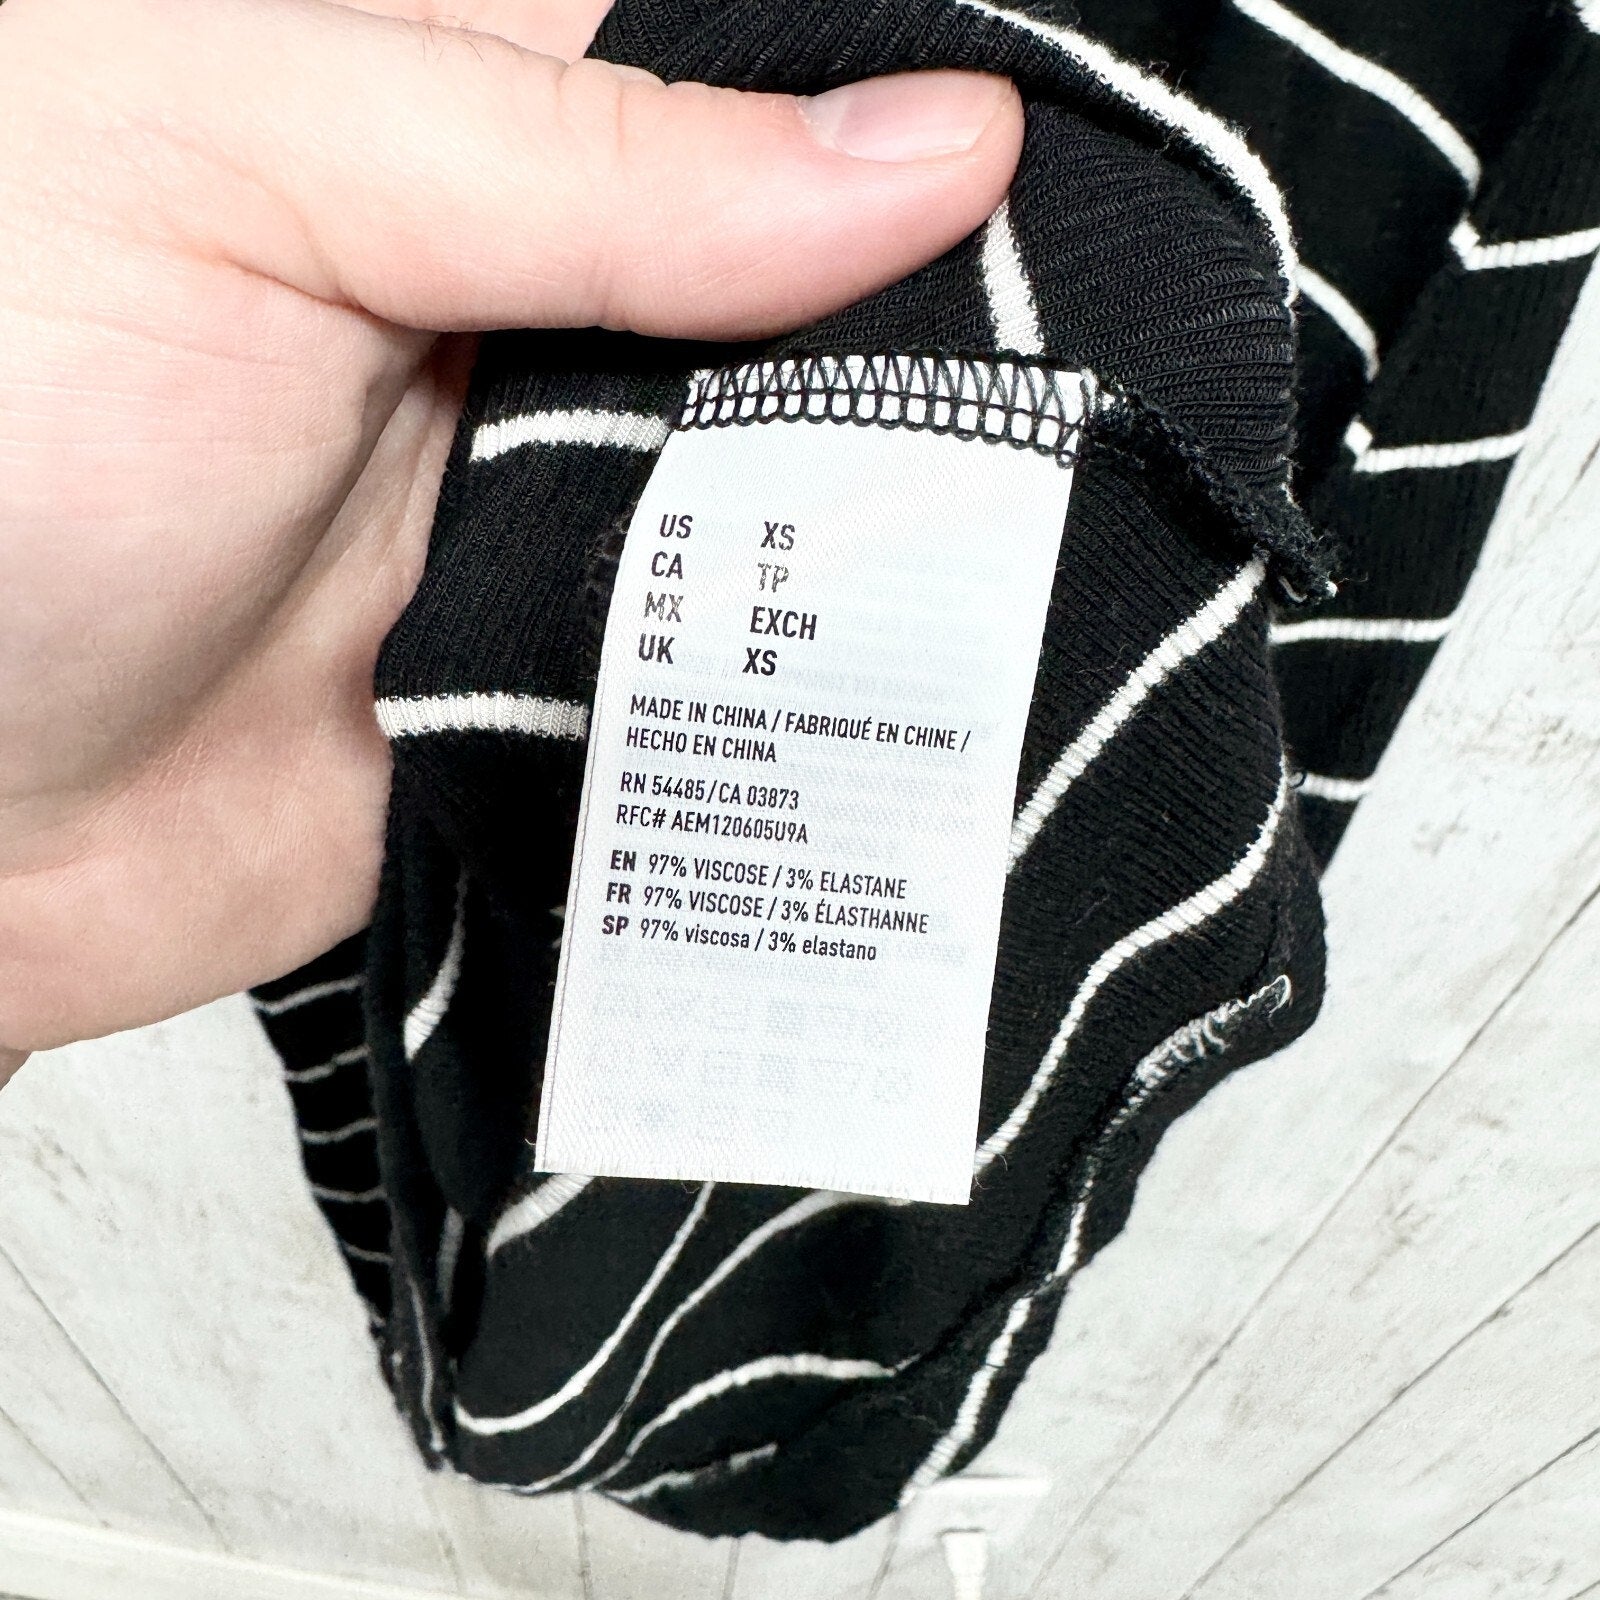 US XS
CA TP
MX EXCH
UK XS
MADE IN CHINA / FABRIQUÉ EN CHINE /
HECHO EN CHINA
RN 54485 / CA 03873
RFC# AEM120605U9A
EN 97% VISCOSE / 3% ELASTANE
FR 97% VISCOSE / 3% ÉLASTHANNE
SP 97% viscosa / 3% elastano